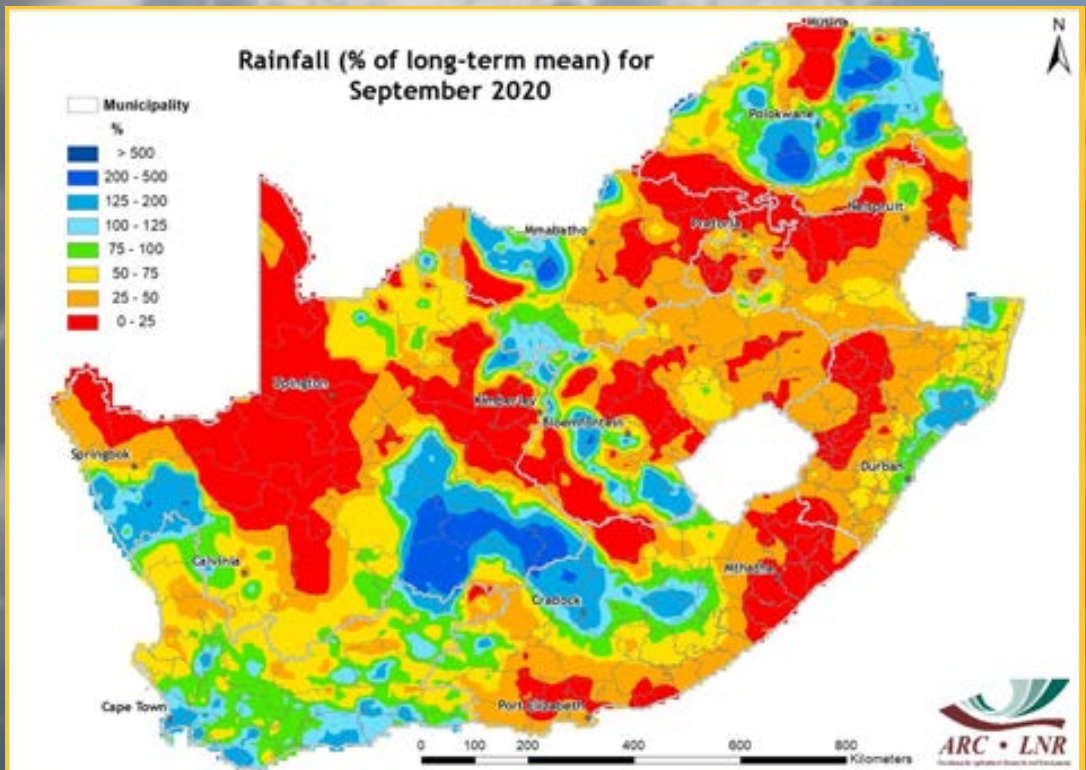 Rainfall (% of long-term mean) for
September 2020
N
Municipality
%
> 500
200 - 500
125 - 200
100 - 125
75 - 100
50 - 75
25 - 50
0 - 25
Musina
Polokwane
Nelspruit
Pretoria
Mmabatho
Upington
Kimberley
Bloemfontein
Springbok
Durban
Calvinia
Mthatha
Cradock
Cape Town
Port Elizabeth
0 100 200 400 600 800
Kilometers
ARC • LNR